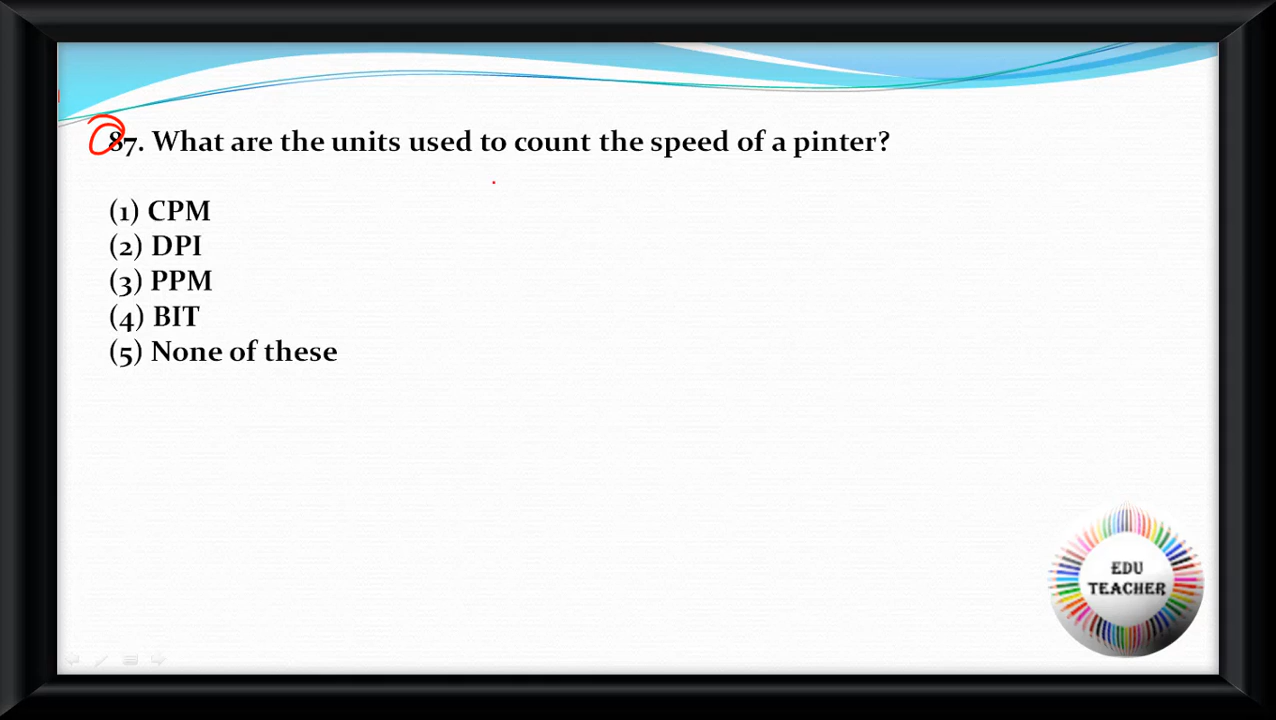 87. What are the units used to count the speed of a pinter?
(1) CPM
(2) DPI
(3) PPM
(4) BIT
(5) None of these
EDU
TEACHER